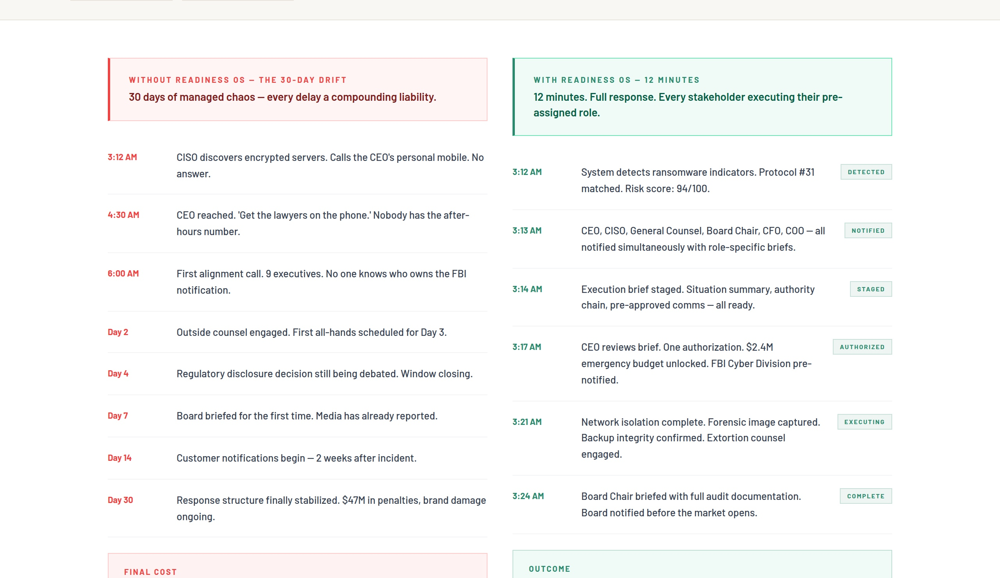 WITHOUT READINESS OS — THE 30-DAY DRIFT
30 days of managed chaos — every delay a compounding liability.
3:12 AM
CISO discovers encrypted servers. Calls the CEO's personal mobile. No
answer.
4:30 AM
CEO reached. 'Get the lawyers on the phone.' Nobody has the after-
hours number.
6:00 AM
First alignment call. 9 executives. No one knows who owns the FBI
notification.
Day 2
Outside counsel engaged. First all-hands scheduled for Day 3.
Day 4
Regulatory disclosure decision still being debated. Window closing.
Day 7
Board briefed for the first time. Media has already reported.
Day 14
Customer notifications begin — 2 weeks after incident.
Day 30
Response structure finally stabilized. $47M in penalties, brand damage
ongoing.
FINAL COST
WITH READINESS OS — 12 MINUTES
12 minutes. Full response. Every stakeholder executing their pre-
assigned role.
3:12 AM
System detects ransomware indicators. Protocol #31
matched. Risk score: 94/100.
DETECTED
3:13 AM
CEO, CISO, General Counsel, Board Chair, CFO, COO — all
notified simultaneously with role-specific briefs.
NOTIFIED
3:14 AM
Execution brief staged. Situation summary, authority
chain, pre-approved comms — all ready.
STAGED
3:17 AM
CEO reviews brief. One authorization. $2.4M
emergency budget unlocked. FBI Cyber Division pre-
notified.
AUTHORIZED
3:21 AM
Network isolation complete. Forensic image captured.
Backup integrity confirmed. Extortion counsel
engaged.
EXECUTING
3:24 AM
Board Chair briefed with full audit documentation.
Board notified before the market opens.
COMPLETE
OUTCOME